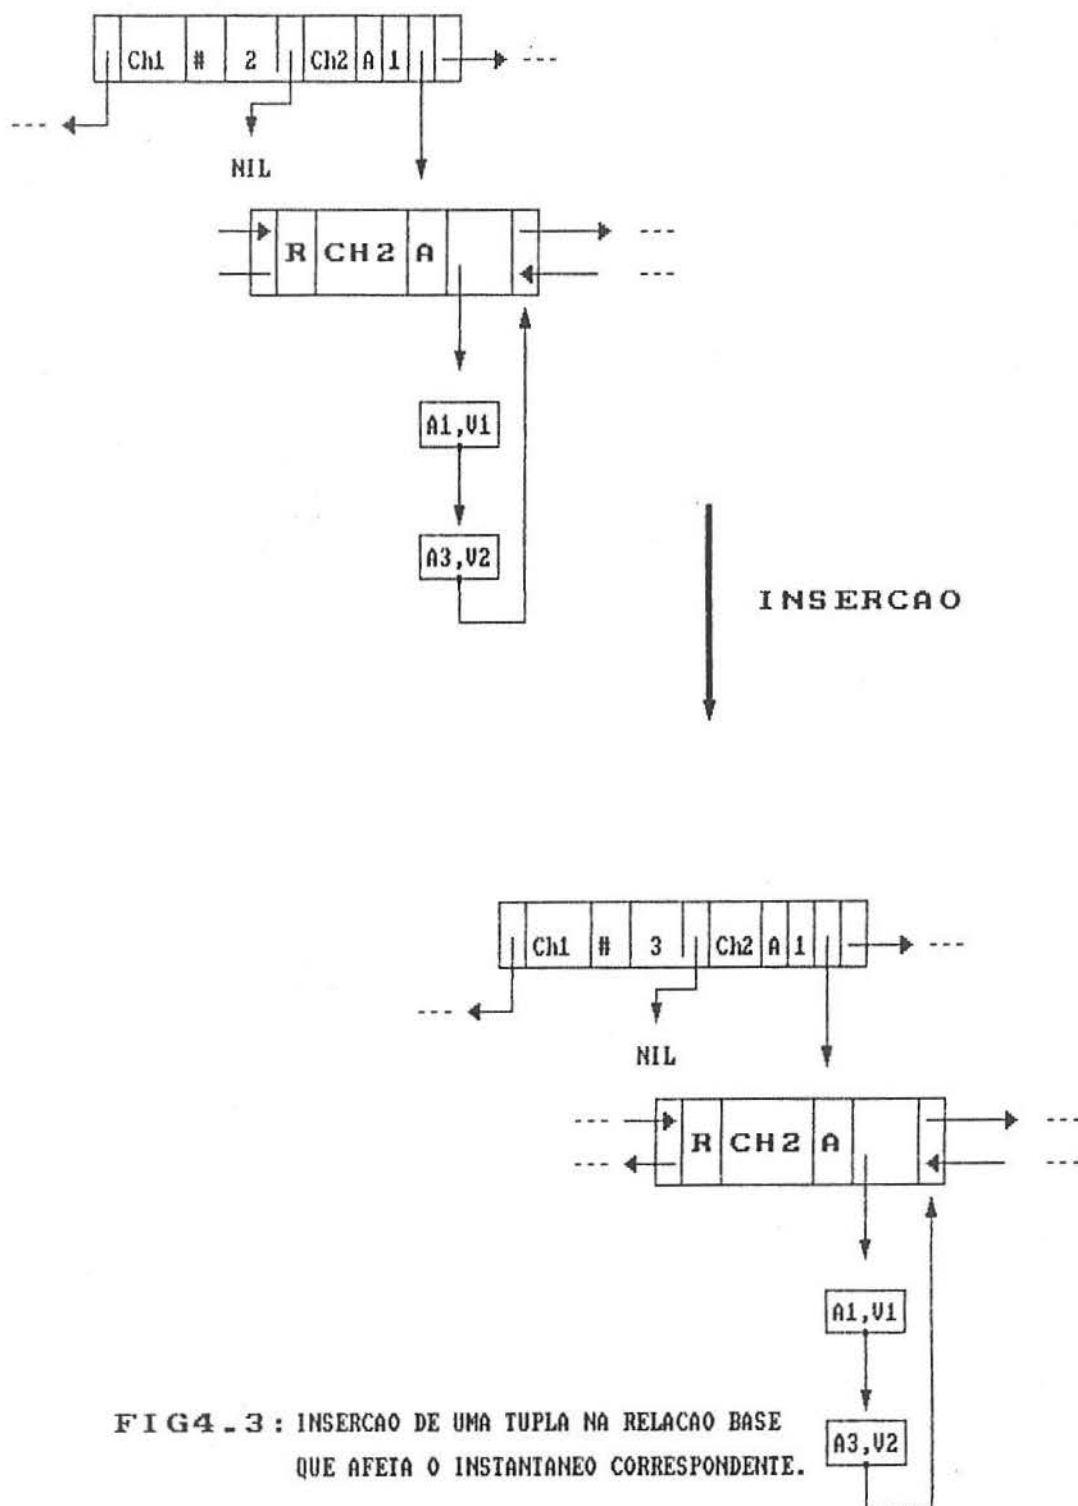 Ch1 # 2 Ch2 A 1 ---
---
NIL
---
R CH2 A
---
A1,V1
A3,V2
INSERCAO
Ch1 # 3 Ch2 A 1 ---
---
NIL
--- ---
R CH2 A
--- ---
A1,V1
FIG4.3: INSERCAO DE UMA TUPLA NA RELACAO BASE
A3,V2
QUE AFETA O INSTANTANEO CORRESPONDENTE.